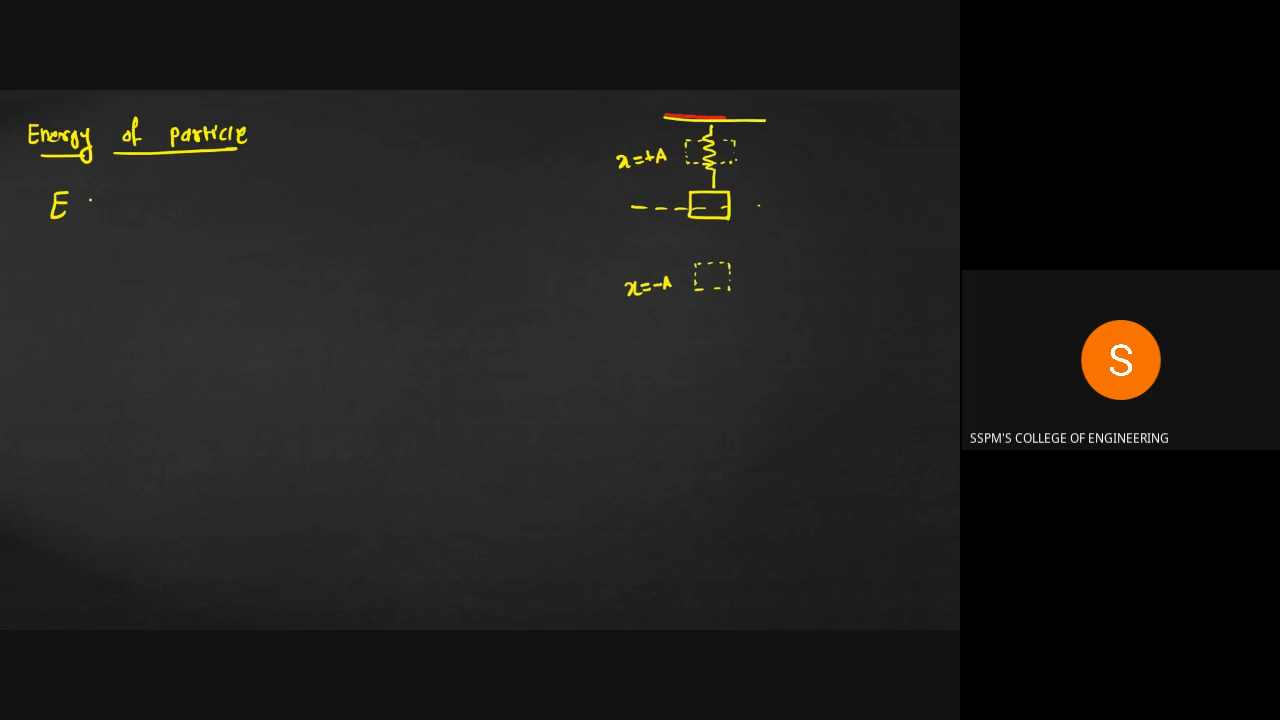 Energy of particle
x=+A
E
x=-A
S
SSPM'S COLLEGE OF ENGINEERING